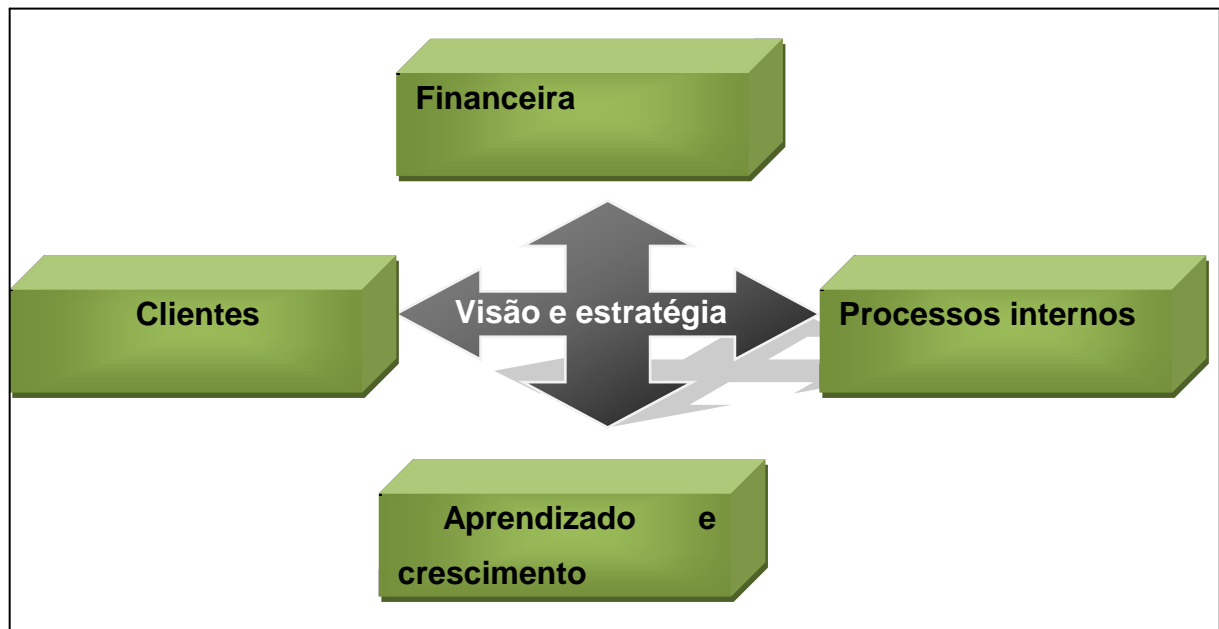 Financeira
Clientes
Visão e estratégia
Processos internos
Aprendizado e
crescimento